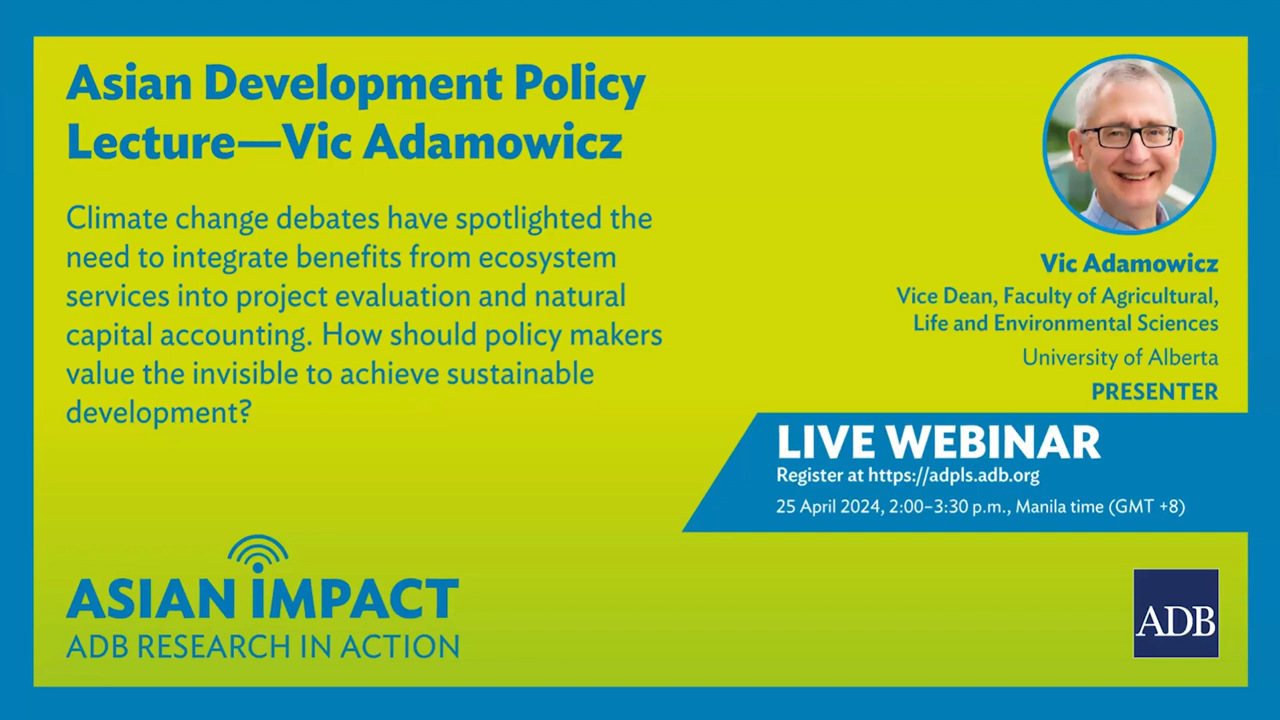 Asian Development Policy
Lecture—Vic Adamowicz
Climate change debates have spotlighted the
need to integrate benefits from ecosystem
services into project evaluation and natural
capital accounting. How should policy makers
value the invisible to achieve sustainable
development?
Vic Adamowicz
Vice Dean, Faculty of Agricultural,
Life and Environmental Sciences
University of Alberta
PRESENTER
LIVE WEBINAR
Register at https://adpls.adb.org
25 April 2024, 2:00–3:30 p.m., Manila time (GMT +8)
ASIAN IMPACT
ADB RESEARCH IN ACTION
ADB